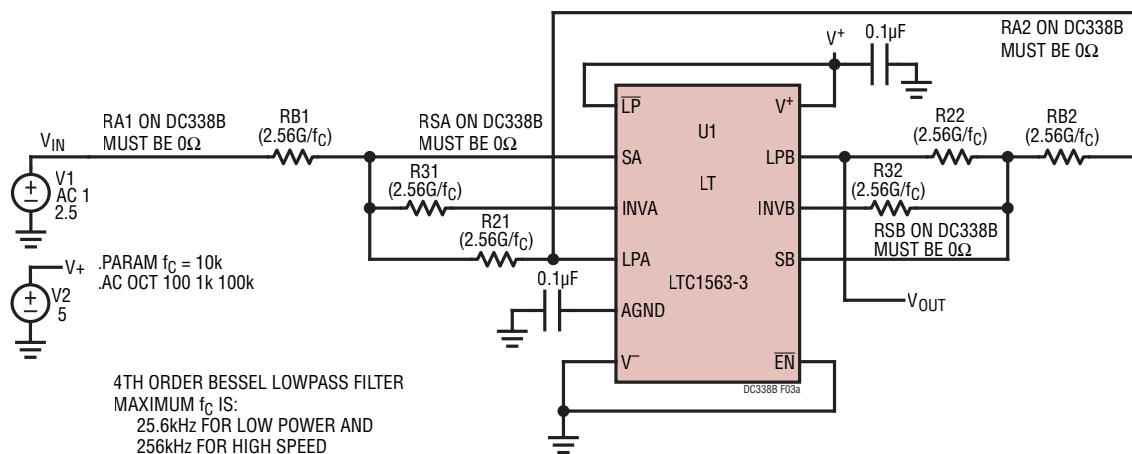 RA2 ON DC338B
MUST BE 0Ω
V+
0.1µF
RA1 ON DC338B
MUST BE 0Ω
RB1
(2.56G/fC)
RSA ON DC338B
MUST BE 0Ω
VIN
V1
AC 1
2.5
R31
(2.56G/fC)
R21
(2.56G/fC)
LP
SA
INVA
LPA
AGND
V–
U1
LT
LTC1563-3
V+
LPB
INVB
SB
EN
R22
(2.56G/fC)
RB2
(2.56G/fC)
R32
(2.56G/fC)
RSB ON DC338B
MUST BE 0Ω
VOUT
V+
V2
5
.PARAM fC = 10k
.AC OCT 100 1k 100k
0.1µF
DC338B F03a
4TH ORDER BESSEL LOWPASS FILTER
MAXIMUM fC IS:
25.6kHz FOR LOW POWER AND
256kHz FOR HIGH SPEED